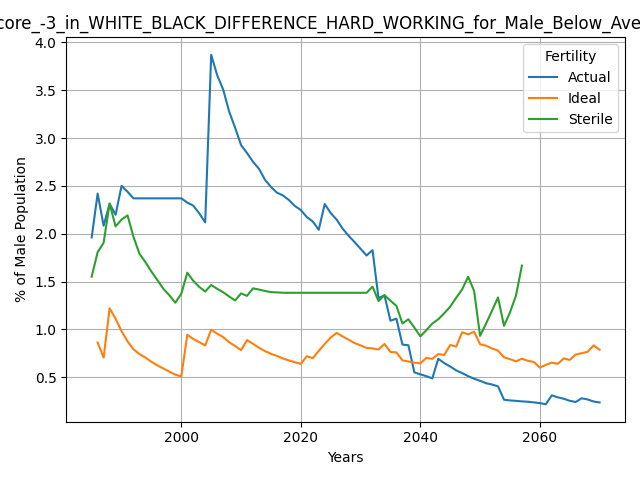 core_-3_in_WHITE_BLACK_DIFFERENCE_HARD_WORKING_for_Male_Below_Ave
Fertility
Actual
Ideal
Sterile
% of Male Population
4.0
3.5
3.0
2.5
2.0
1.5
1.0
0.5
2000
2020
2040
2060
Years